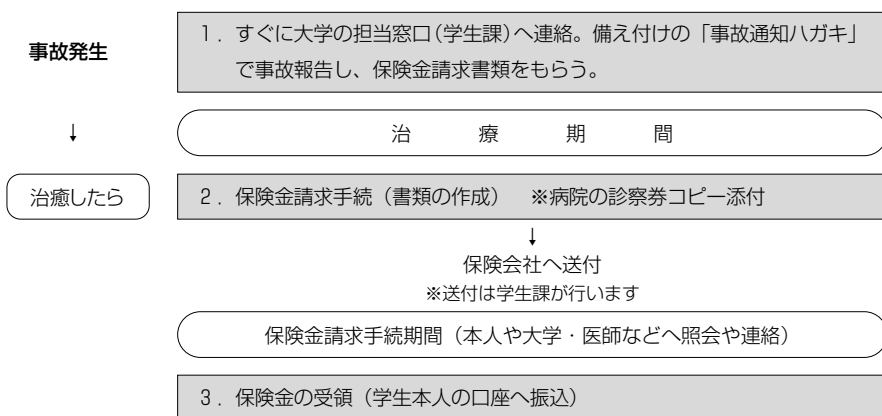 事故発生
1．すぐに大学の担当窓口（学生課）へ連絡。備え付けの「事故通知ハガキ」
で事故報告し、保険金請求書類をもらう。
↓
治　療　期　間
治癒したら
2．保険金請求手続（書類の作成）　※病院の診察券コピー添付
↓
保険会社へ送付
※送付は学生課が行います
保険金請求手続期間（本人や大学・医師などへ照会や連絡）
3．保険金の受領（学生本人の口座へ振込）